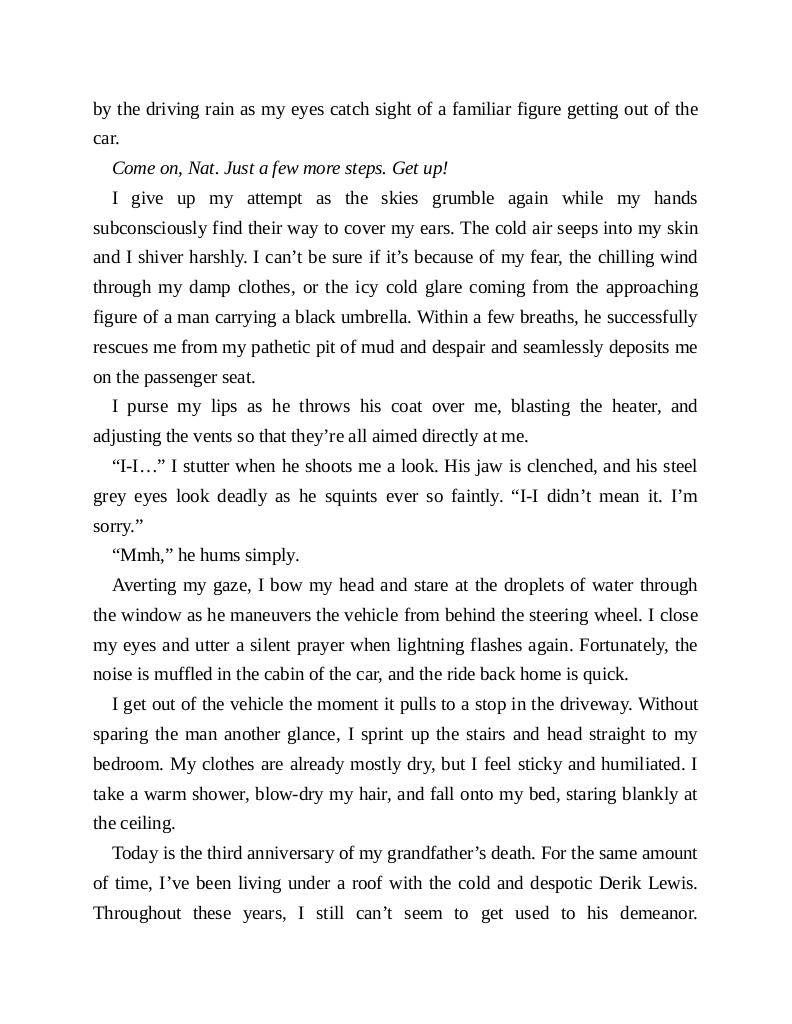 by the driving rain as my eyes catch sight of a familiar figure getting out of the
car.
Come on, Nat. Just a few more steps. Get up!
I give up my attempt as the skies grumble again while my hands
subconsciously find their way to cover my ears. The cold air seeps into my skin
and I shiver harshly. I can’t be sure if it’s because of my fear, the chilling wind
through my damp clothes, or the icy cold glare coming from the approaching
figure of a man carrying a black umbrella. Within a few breaths, he successfully
rescues me from my pathetic pit of mud and despair and seamlessly deposits me
on the passenger seat.
I purse my lips as he throws his coat over me, blasting the heater, and
adjusting the vents so that they’re all aimed directly at me.
“I-I…” I stutter when he shoots me a look. His jaw is clenched, and his steel
grey eyes look deadly as he squints ever so faintly. “I-I didn’t mean it. I’m
sorry.”
“Mmh,” he hums simply.
Averting my gaze, I bow my head and stare at the droplets of water through
the window as he maneuvers the vehicle from behind the steering wheel. I close
my eyes and utter a silent prayer when lightning flashes again. Fortunately, the
noise is muffled in the cabin of the car, and the ride back home is quick.
I get out of the vehicle the moment it pulls to a stop in the driveway. Without
sparing the man another glance, I sprint up the stairs and head straight to my
bedroom. My clothes are already mostly dry, but I feel sticky and humiliated. I
take a warm shower, blow-dry my hair, and fall onto my bed, staring blankly at
the ceiling.
Today is the third anniversary of my grandfather’s death. For the same amount
of time, I’ve been living under a roof with the cold and despotic Derik Lewis.
Throughout these years, I still can’t seem to get used to his demeanor.